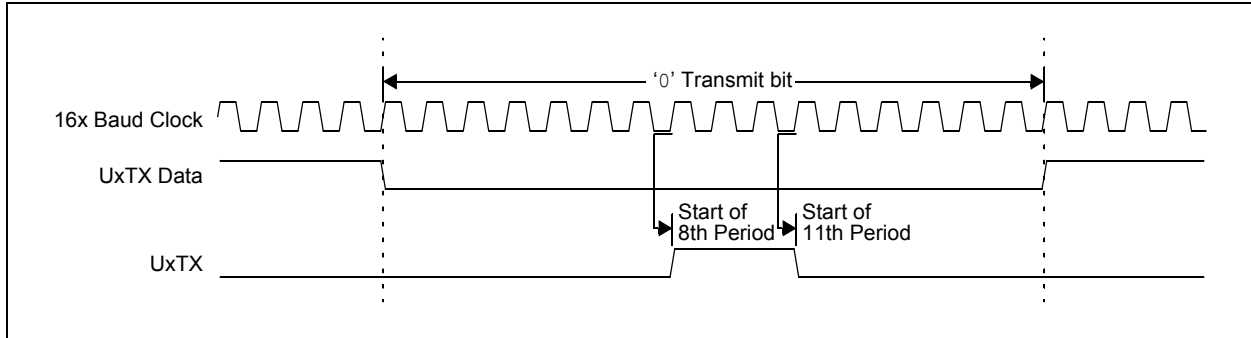 ‘0’ Transmit bit
16x Baud Clock
UxTX Data
Start of
8th Period
Start of
11th Period
UxTX